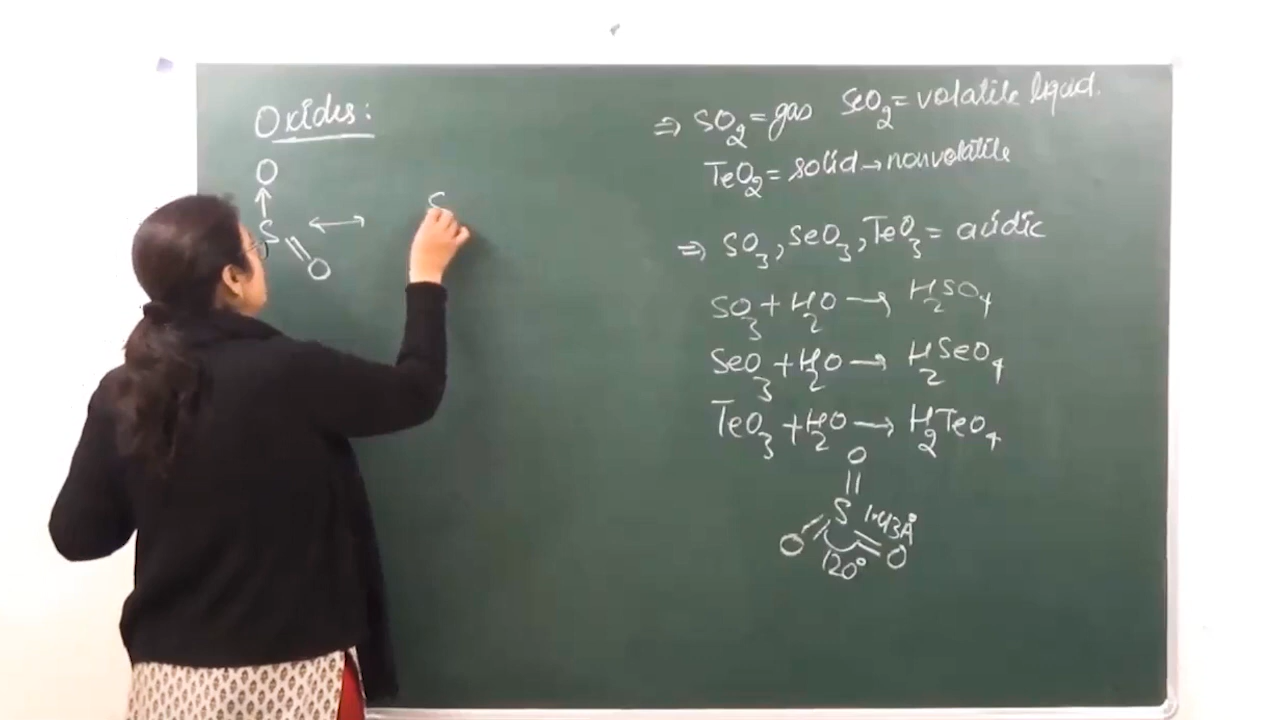 Oxides:
O
↑
S
O
↔
S
⇒ SO₂ = gas SeO₂ = volatile liquid.
TeO₂ = solid → nonvolatile
⇒ SO₃, SeO₃, TeO₃ = acidic
SO₃ + H₂O → H₂SO₄
SeO₃ + H₂O → H₂SeO₄
TeO₃ + H₂O → H₂TeO₄
O
||
S 1.43A°
O 120° O